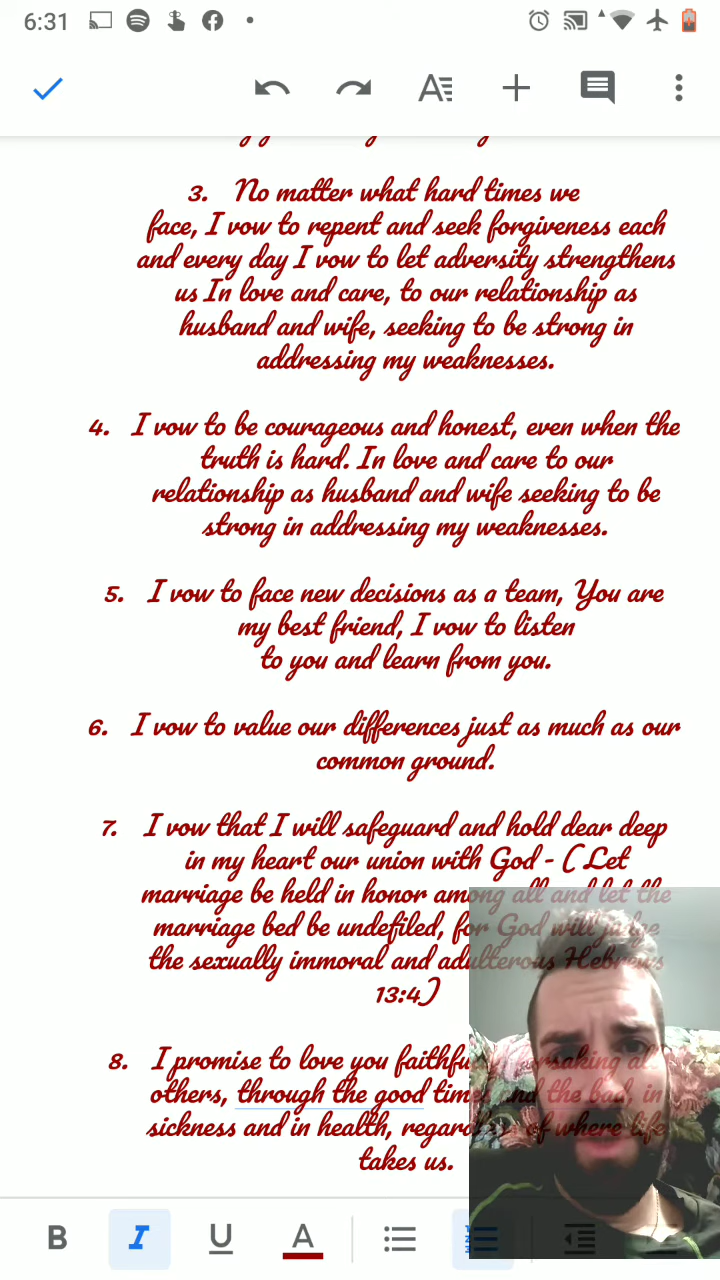 6:31
3. No matter what hard times we
face, I vow to repent and seek forgiveness each
and every day I vow to let adversity strengthens
us In love and care, to our relationship as
husband and wife, seeking to be strong in
addressing my weaknesses.
4. I vow to be courageous and honest, even when the
truth is hard. In love and care to our
relationship as husband and wife seeking to be
strong in addressing my weaknesses.
5. I vow to face new decisions as a team, You are
my best friend, I vow to listen
to you and learn from you.
6. I vow to value our differences just as much as our
common ground.
7. I vow that I will safeguard and hold dear deep
in my heart our union with God - ( Let
marriage be held in honor among all and let the
marriage bed be undefiled, for God will judge
the sexually immoral and adulterous Hebrews
13:4)
8. I promise to love you forsaking all
others, through the good times and the bad, in
sickness and in health, regardless of where life
takes us.
B I U A